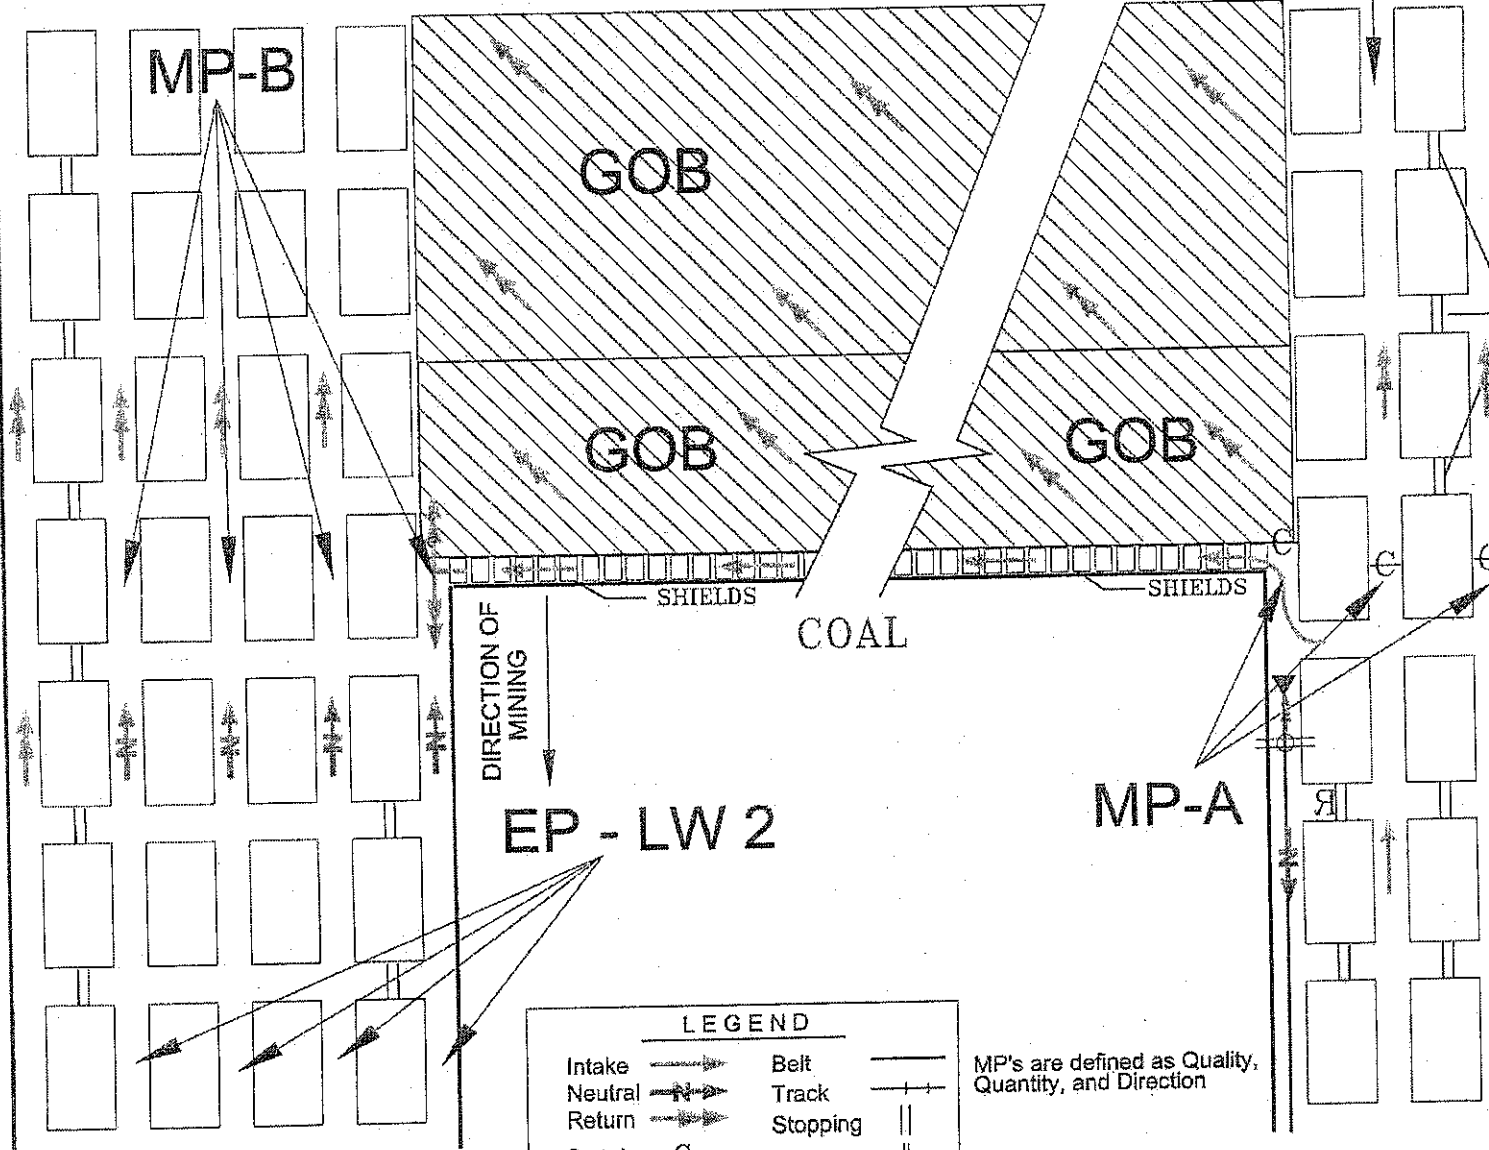 MP-B
GOB
GOB
GOB
C
C
SHIELDS
SHIELDS
COAL
DIRECTION OF
MINING
N
N
N
N
EP - LW 2
MP-A
R
N
LEGEND
Intake
Belt
Neutral N
Track
Return
Stopping
MP's are defined as Quality,
Quantity, and Direction